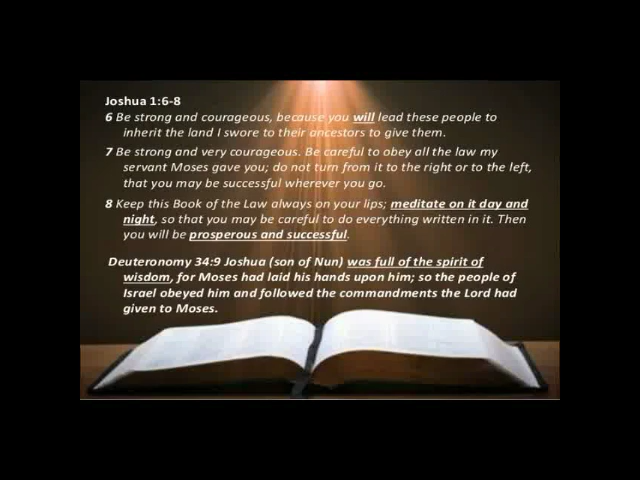 Joshua 1:6-8
6 Be strong and courageous, because you will lead these people to
inherit the land I swore to their ancestors to give them.
7 Be strong and very courageous. Be careful to obey all the law my
servant Moses gave you; do not turn from it to the right or to the left,
that you may be successful wherever you go.
8 Keep this Book of the Law always on your lips; meditate on it day and
night, so that you may be careful to do everything written in it. Then
you will be prosperous and successful.
Deuteronomy 34:9 Joshua (son of Nun) was full of the spirit of
wisdom, for Moses had laid his hands upon him; so the people of
Israel obeyed him and followed the commandments the Lord had
given to Moses.